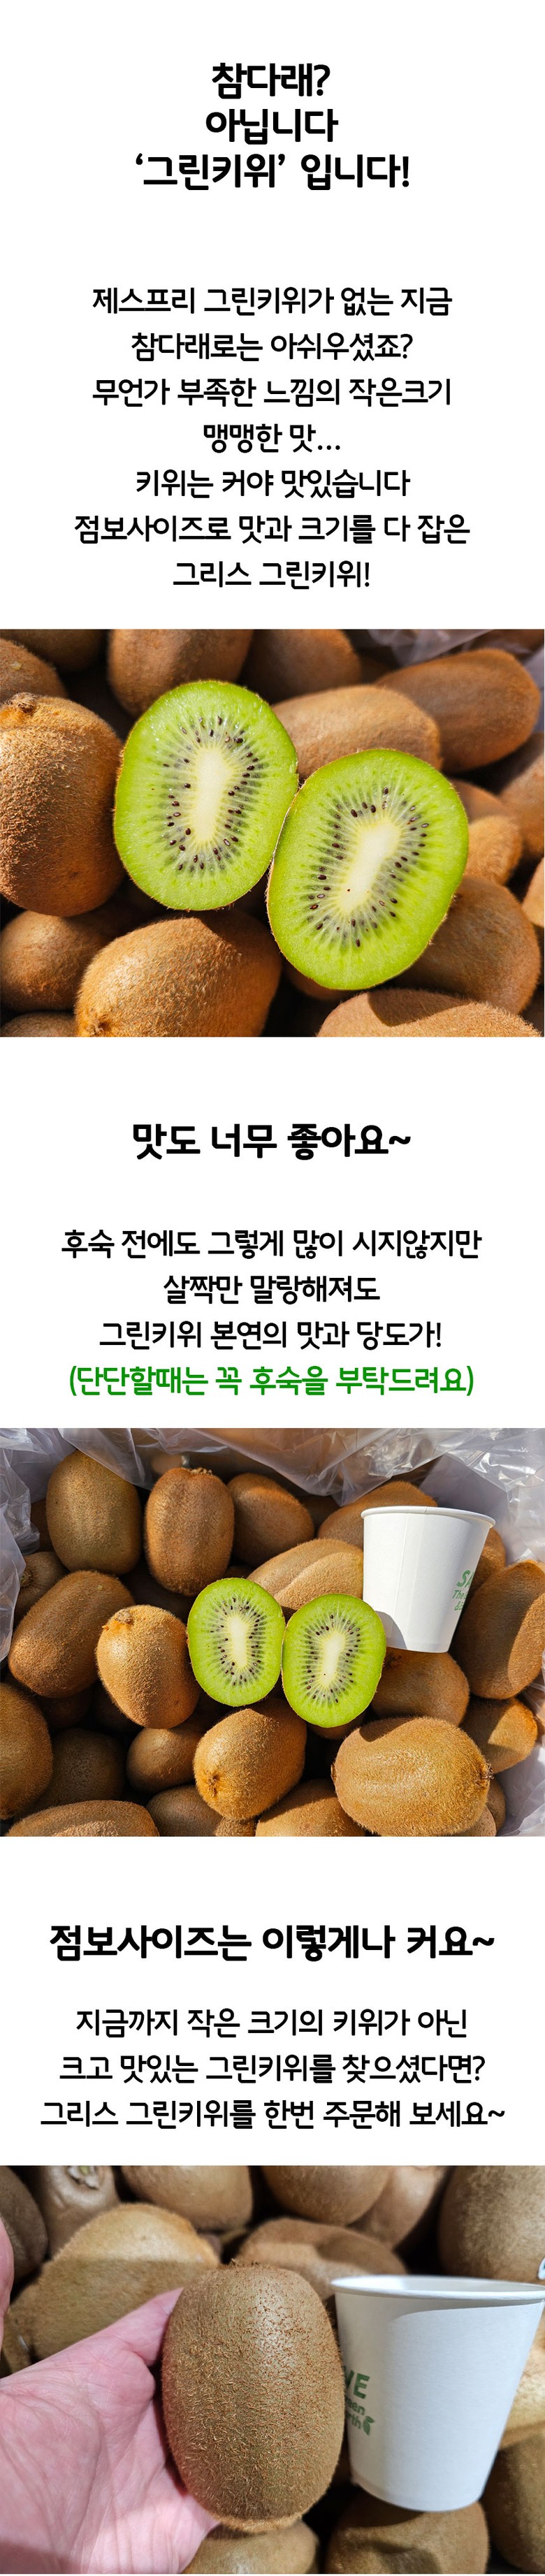 참다래?
아닙니다
‘그린키위’ 입니다!
제스프리 그린키위가 없는 지금
참다래로는 아쉬우셨죠?
무언가 부족한 느낌의 작은크기
맹맹한 맛...
키위는 커야 맛있습니다
점보사이즈로 맛과 크기를 다 잡은
그리스 그린키위!
맛도 너무 좋아요~
후숙 전에도 그렇게 많이 시지않지만
살짝만 말랑해져도
그린키위 본연의 맛과 당도가!
(단단할때는 꼭 후숙을 부탁드려요)
점보사이즈는 이렇게나 커요~
지금까지 작은 크기의 키위가 아닌
크고 맛있는 그린키위를 찾으셨다면?
그리스 그린키위를 한번 주문해 보세요~